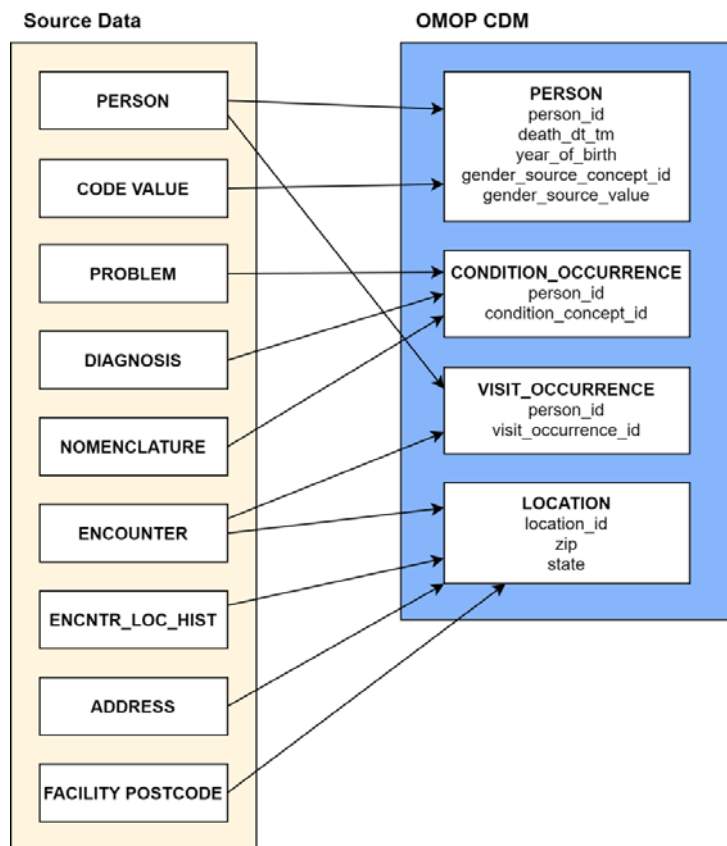 Source Data
PERSON
CODE VALUE
PROBLEM
DIAGNOSIS
NOMENCLATURE
ENCOUNTER
ENCNTR_LOC_HIST
ADDRESS
FACILITY POSTCODE
OMOP CDM
PERSON
person_id
death_dt_tm
year_of_birth
gender_source_concept_id
gender_source_value
CONDITION_OCCURRENCE
person_id
condition_concept_id
VISIT_OCCURRENCE
person_id
visit_occurrence_id
LOCATION
location_id
zip
state